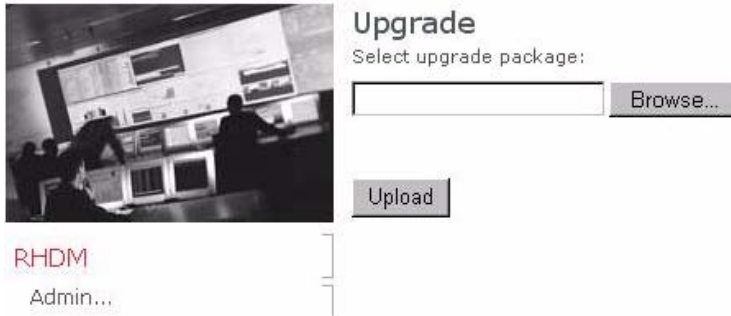 Upgrade
Select upgrade package:
Browse...
Upload
RHDM
Admin...